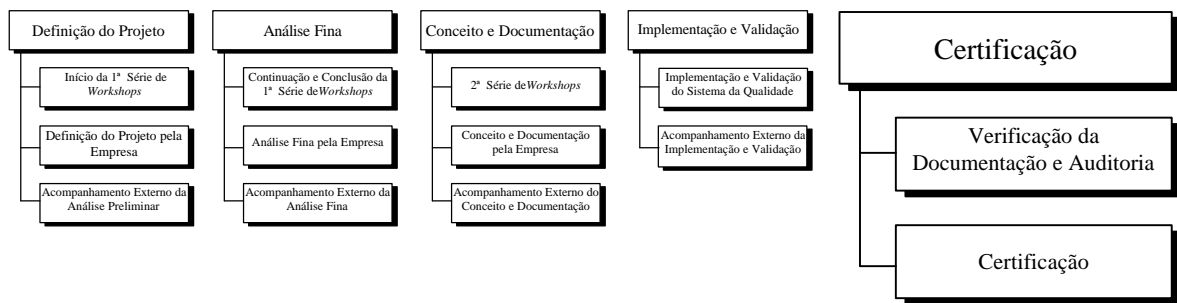 Definição do Projeto
Início da 1ª Série de
Workshops
Definição do Projeto pela
Empresa
Acompanhamento Externo da
Análise Preliminar
Análise Fina
Continuação e Conclusão da
1ª Série deWorkshops
Análise Fina pela Empresa
Acompanhamento Externo da
Análise Fina
Conceito e Documentação
2ª Série deWorkshops
Conceito e Documentação
pela Empresa
Acompanhamento Externo do
Conceito e Documentação
Implementação e Validação
Implementação e Validação
do Sistema da Qualidade
Acompanhamento Externo da
Implementação e Validação
Certificação
Verificação da
Documentação e Auditoria
Certificação